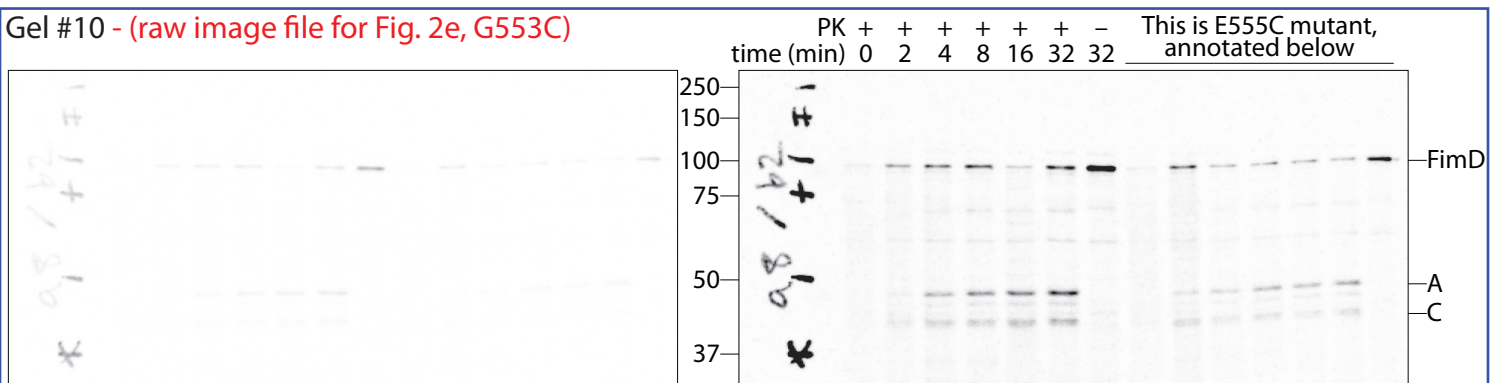 Gel #10 - (raw image file for Fig. 2e, G553C)
PK + + + + + + – This is E555C mutant,
time (min) 0 2 4 8 16 32 32 annotated below
250
150
100 FimD
75
50 A
C
37